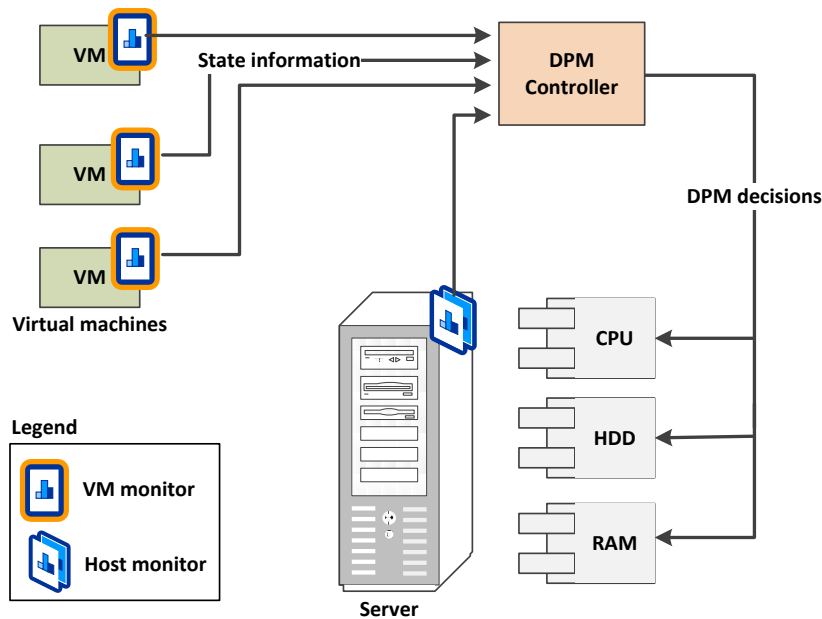 VM
State information
DPM
Controller
VM
DPM decisions
VM
Virtual machines
CPU
HDD
RAM
Legend
VM monitor
Host monitor
Server